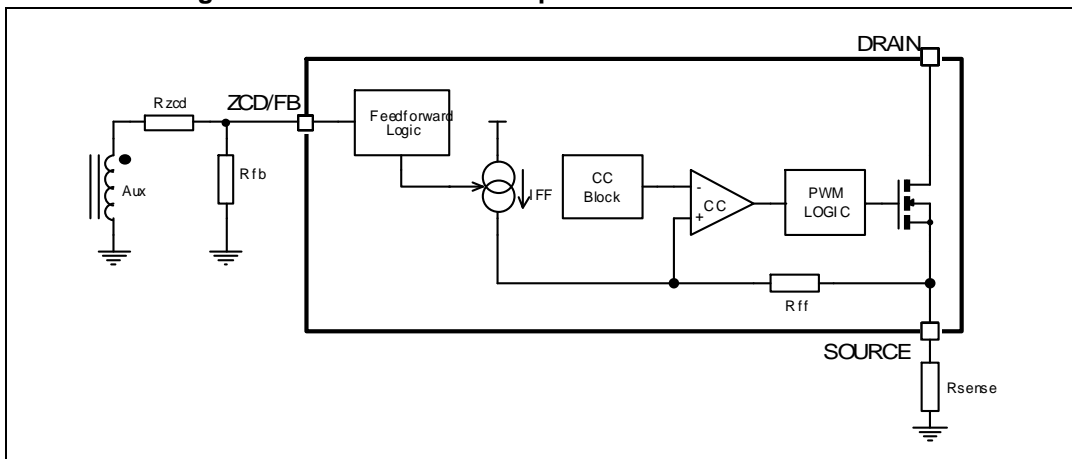 DRAIN
ZCD/FB
Rzcd
Feedforward
Logic
Rfb
Aux
IFF
CC
Block
-
CC
+
PWM
LOGIC
Rff
SOURCE
Rsense